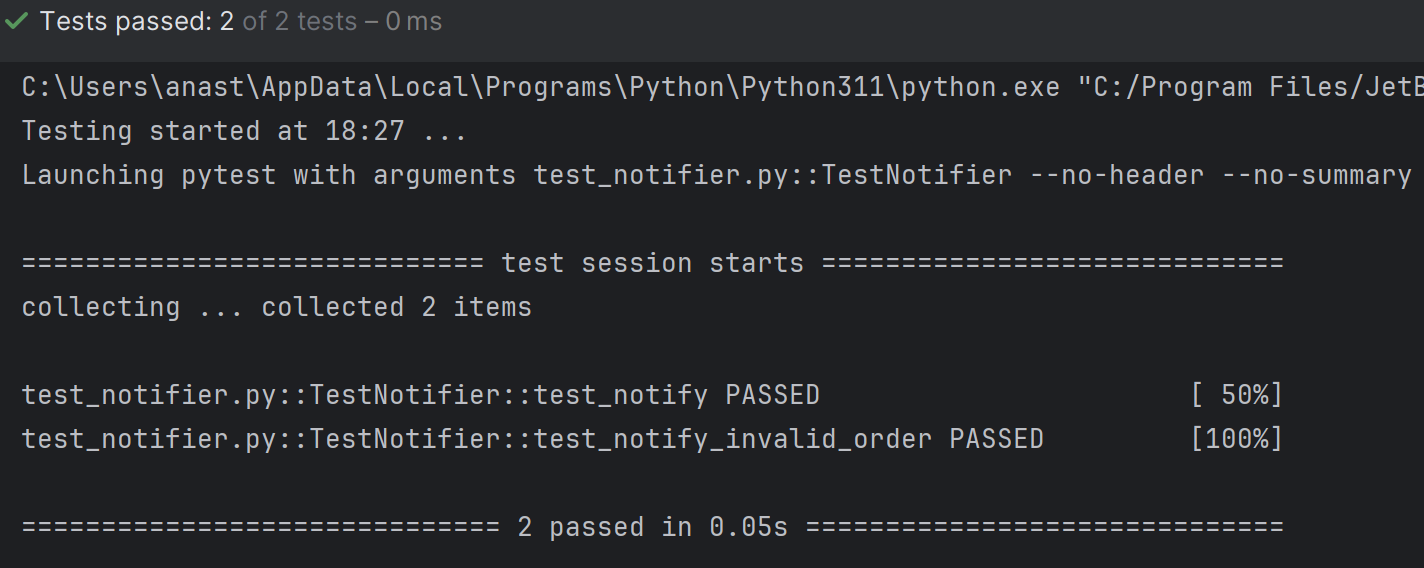 Tests passed: 2 of 2 tests – 0 ms
C:\Users\anast\AppData\Local\Programs\Python\Python311\python.exe "C:/Program Files/JetB
Testing started at 18:27 ...
Launching pytest with arguments test_notifier.py::TestNotifier --no-header --no-summary
============================= test session starts =============================
collecting ... collected 2 items
test_notifier.py::TestNotifier::test_notify PASSED                       [ 50%]
test_notifier.py::TestNotifier::test_notify_invalid_order PASSED         [100%]
============================== 2 passed in 0.05s ==============================